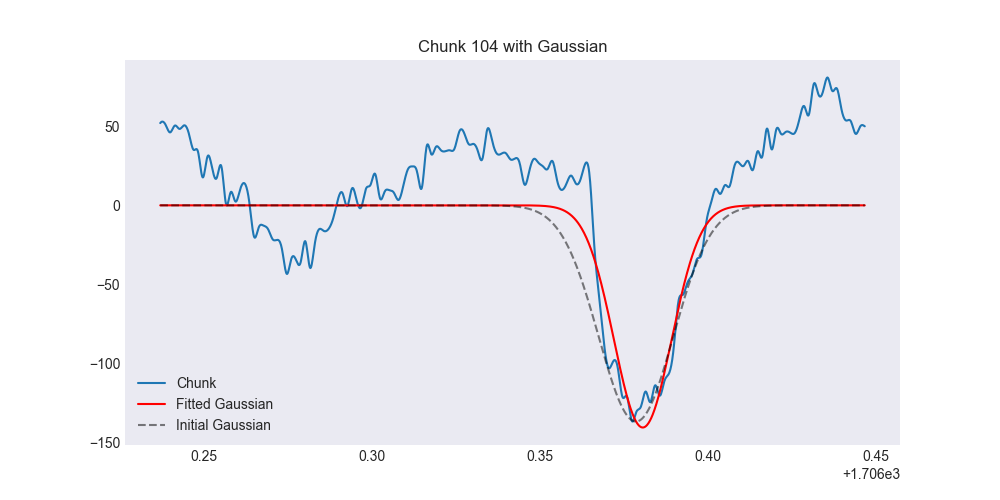 Chunk 104 with Gaussian
50
0
−50
−100
−150
Chunk
Fitted Gaussian
Initial Gaussian
0.25 0.30 0.35 0.40 0.45
+1.706e3